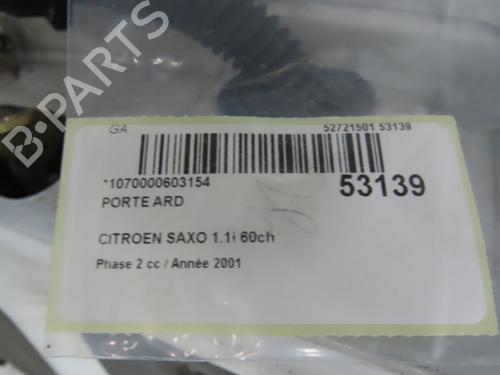 B-PARTS
GA
52721501 53139
*1070000603154
53139
PORTE ARD
CITROEN SAXO 1.1i 60ch
Phase 2 cc / Année 2001